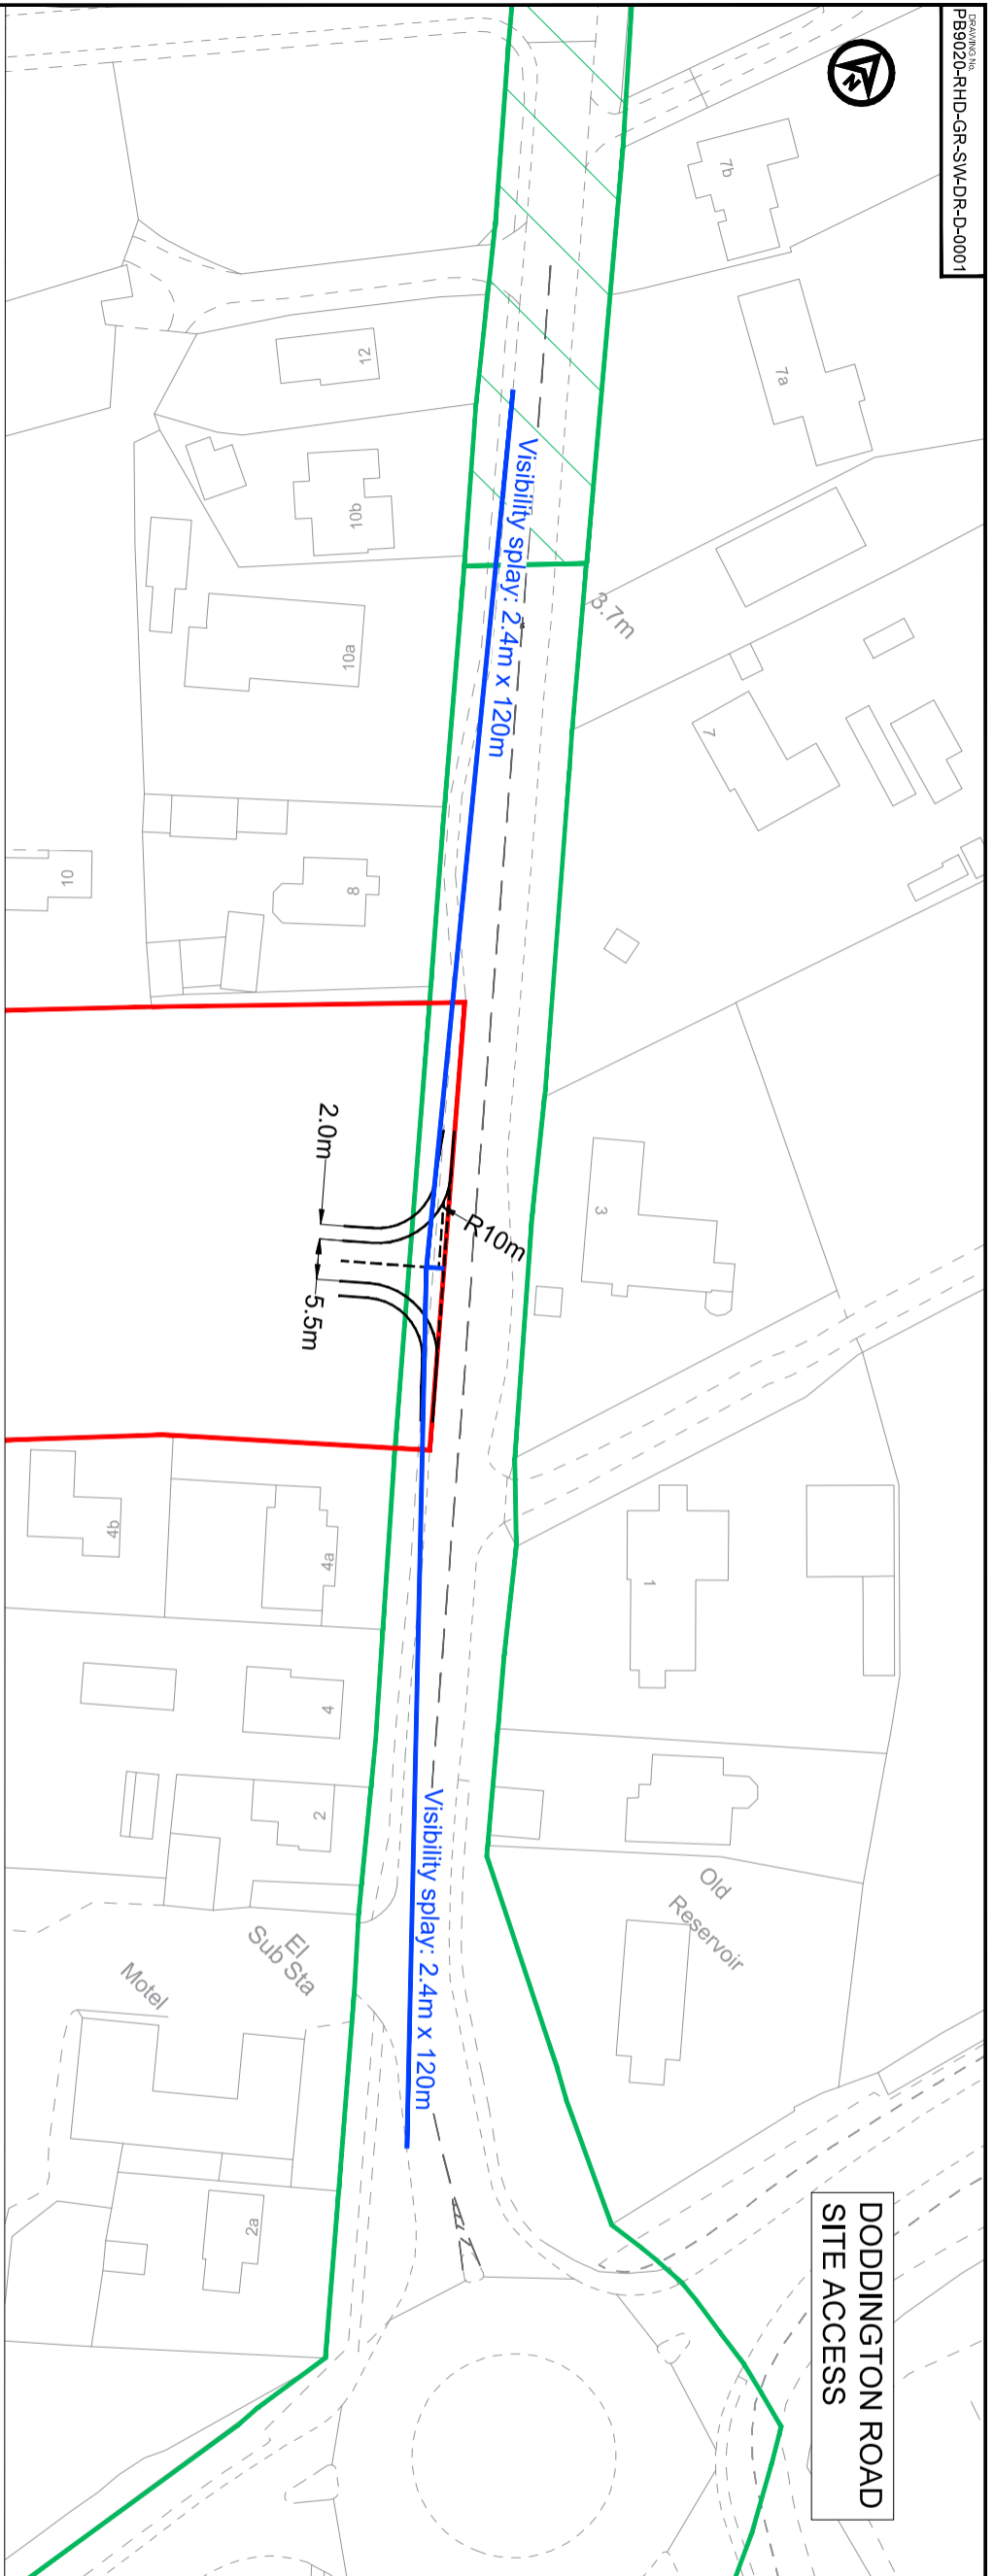 DRAWING No.
PB9020-RHD-GR-SW-DR-D-0001
N
7b
7a
12
10b
10a
Visibility splay: 2.4m x 120m
3.7m
7
10
8
2.0m
R10m
5.5m
3
4b
4a
1
4
2
Visibility splay: 2.4m x 120m
Old
Reservoir
El
Sub Sta
Motel
2a
DODDINGTON ROAD
SITE ACCESS